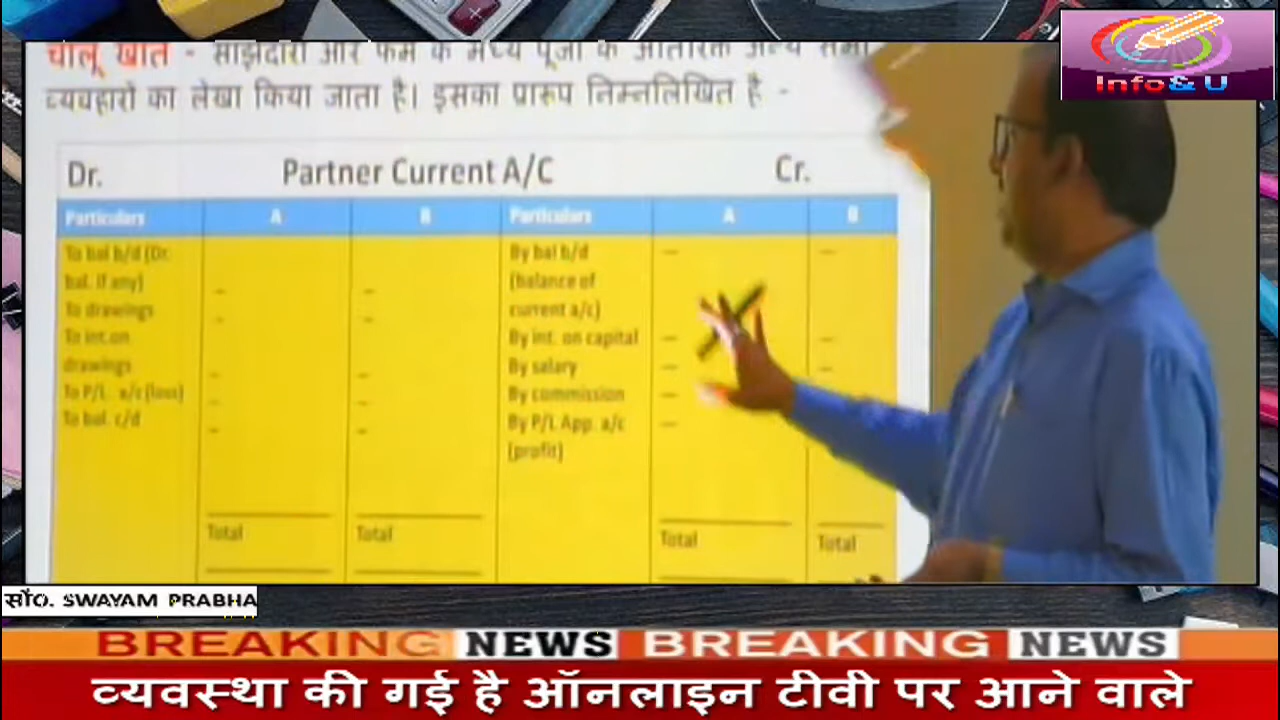 Info& U
चालू खाते - साझेदारी और फर्म के मध्य पूंजी के अतिरिक्त अन्य सभी
व्यवहारों का लेखा किया जाता है। इसका प्रारूप निम्नलिखित है -
Dr. Partner Current A/C Cr.
Particulars A B Particulars A B
To bal b/d (Dr. By bal b/d
bal. if any) (balance of
To drawings current a/c)
To int.on By int. on capital
drawings By salary
To P/L a/c (loss) By commission
To bal. c/d By P/L App. a/c
(profit)
Total Total Total Total
सौO. SWAYAM PRABHA
BREAKING NEWS BREAKING NEWS
व्यवस्था की गई है ऑनलाइन टीवी पर आने वाले